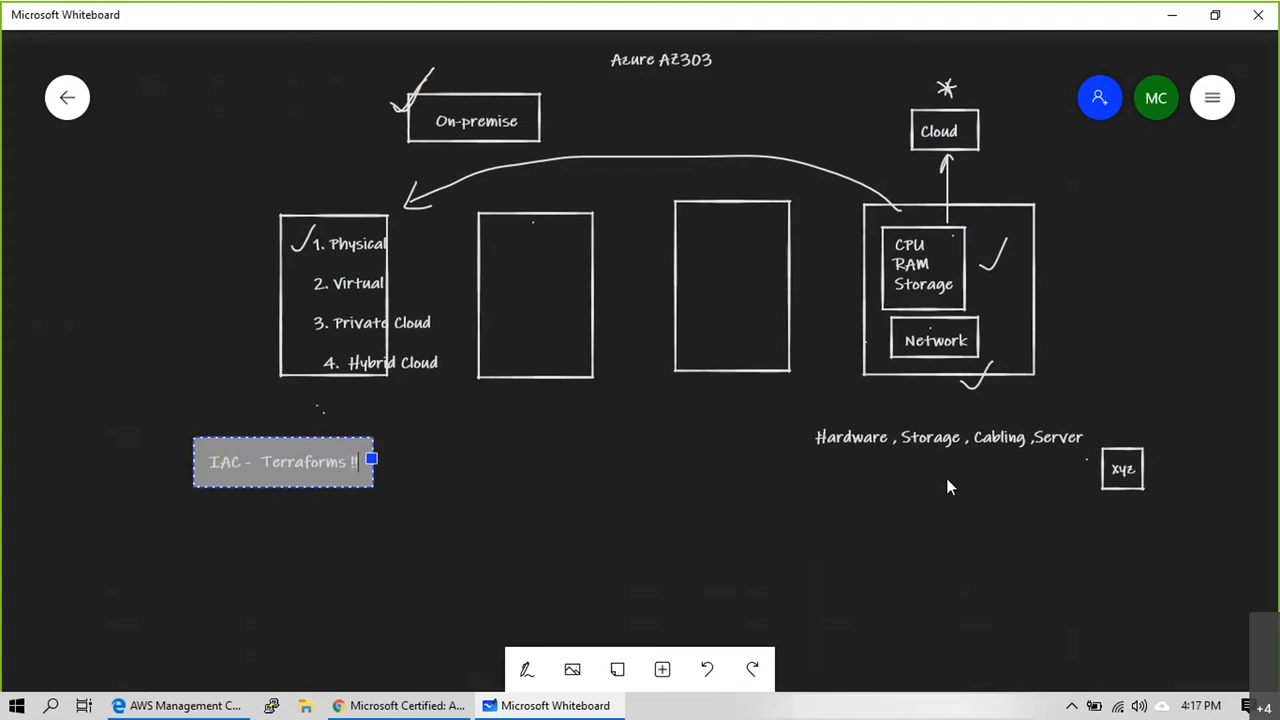 Microsoft Whiteboard
Azure AZ303
On-premise
Cloud
MC
1. Physical
2. Virtual
3. Private Cloud
4. Hybrid Cloud
CPU
RAM
Storage
Network
Hardware , Storage , Cabling ,Server
IAC - Terraforms !!
xyz
AWS Management C...
Microsoft Certified: A...
Microsoft Whiteboard
4:17 PM
+4